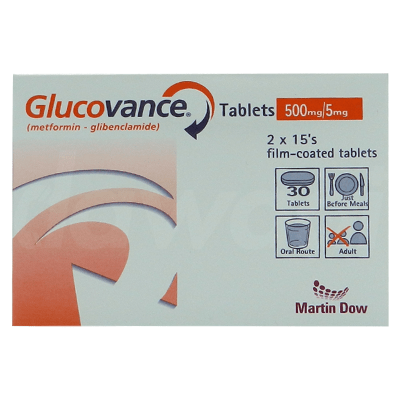 Glucovance®
(metformin - glibenclamide)
Tablets 500mg/5mg
2 x 15's
film-coated tablets
30
Tablets
Just
Before Meals
Oral Route
Adult
Martin Dow